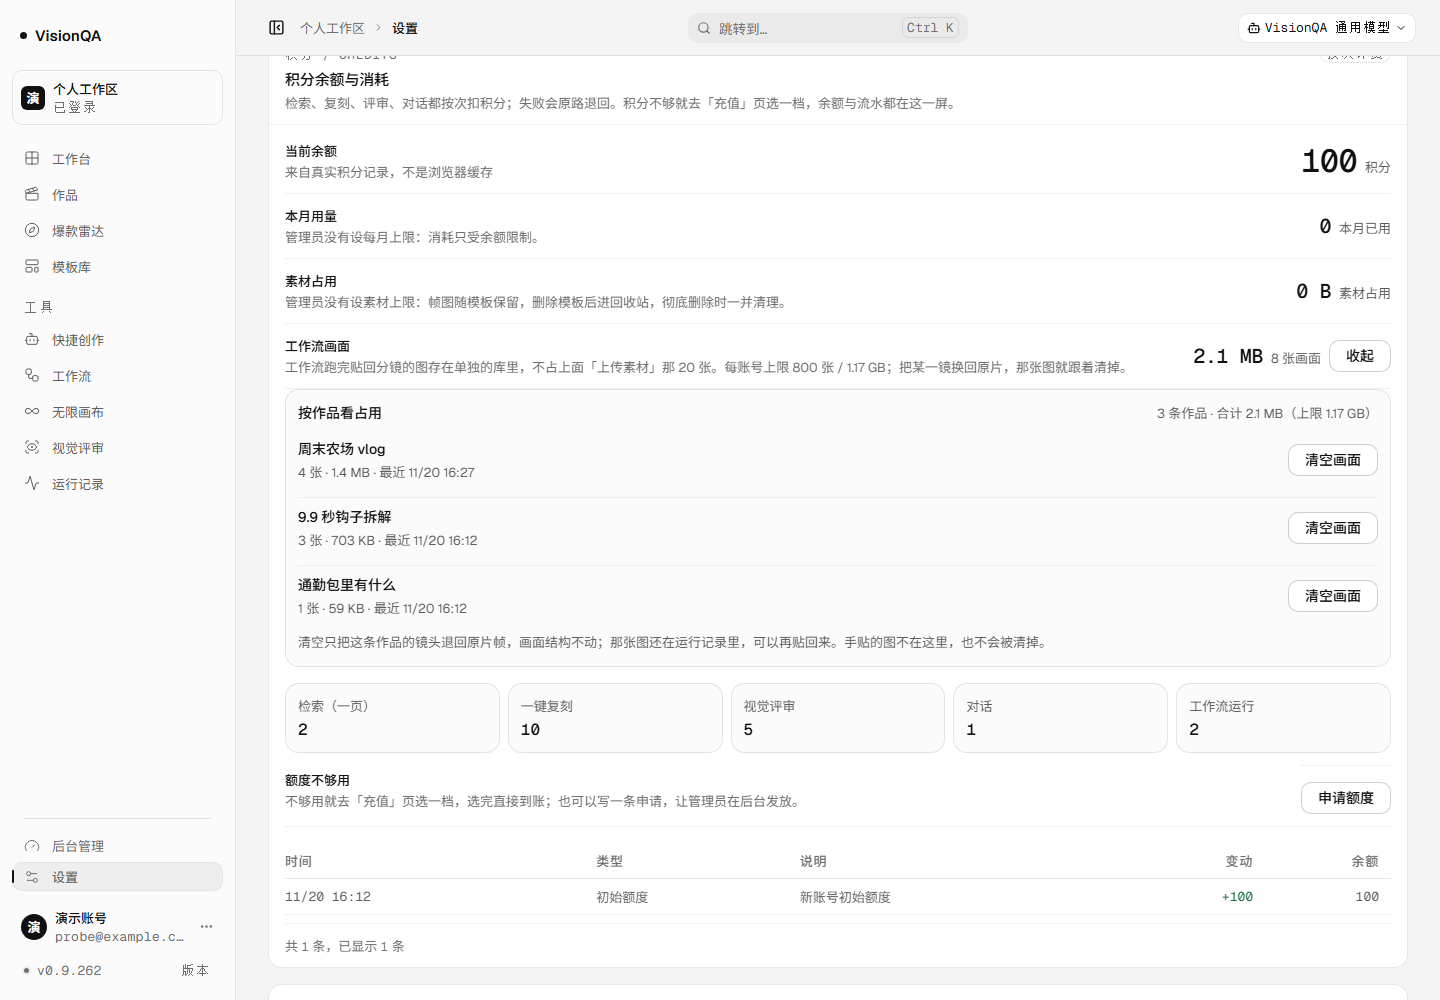 VisionQA
演
个人工作区
已登录
工作台
作品
爆款雷达
模板库
工具
快捷创作
工作流
无限画布
视觉评审
运行记录
后台管理
设置
演
演示账号
probe@example.c…
v0.9.262
版本
个人工作区
设置
跳转到…
Ctrl K
VisionQA 通用模型
积分余额与消耗
检索、复刻、评审、对话都按次扣积分；失败会原路退回。积分不够就去「充值」页选一档，余额与流水都在这一屏。
当前余额
来自真实积分记录，不是浏览器缓存
100 积分
本月用量
管理员没有设每月上限：消耗只受余额限制。
0 本月已用
素材占用
管理员没有设素材上限：帧图随模板保留，删除模板后进回收站，彻底删除时一并清理。
0 B 素材占用
工作流画面
工作流跑完贴回分镜的图存在单独的库里，不占上面「上传素材」那 20 张。每账号上限 800 张 / 1.17 GB；把某一镜换回原片，那张图就跟着清掉。
2.1 MB 8 张画面
收起
按作品看占用
3 条作品 · 合计 2.1 MB（上限 1.17 GB）
周末农场 vlog
4 张 · 1.4 MB · 最近 11/20 16:27
清空画面
9.9 秒钩子拆解
3 张 · 703 KB · 最近 11/20 16:12
清空画面
通勤包里有什么
1 张 · 59 KB · 最近 11/20 16:12
清空画面
清空只把这条作品的镜头退回原片帧，画面结构不动；那张图还在运行记录里，可以再贴回来。手贴的图不在这里，也不会被清掉。
检索（一页）
2
一键复刻
10
视觉评审
5
对话
1
工作流运行
2
额度不够用
不够用就去「充值」页选一档，选完直接到账；也可以写一条申请，让管理员在后台发放。
申请额度
时间 类型 说明 变动 余额
11/20 16:12 初始额度 新账号初始额度 +100 100
共 1 条，已显示 1 条